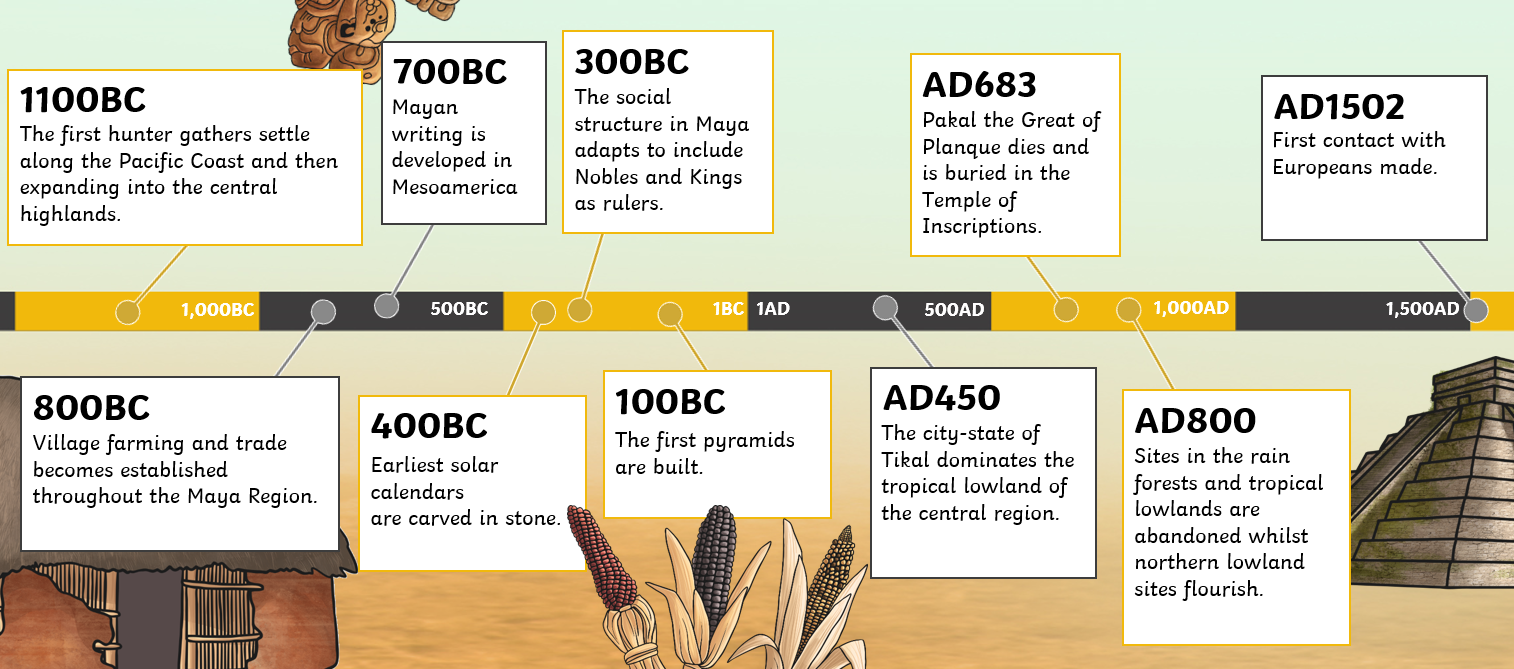 1100BC
The first hunter gathers settle
along the Pacific Coast and then
expanding into the central
highlands.
700BC
Mayan
writing is
developed in
Mesoamerica
300BC
The social
structure in Maya
adapts to include
Nobles and Kings
as rulers.
AD683
Pakal the Great of
Planque dies and
is buried in the
Temple of
Inscriptions.
AD1502
First contact with
Europeans made.
1,000BC
500BC
1BC
1AD
500AD
1,000AD
1,500AD
800BC
Village farming and trade
becomes established
throughout the Maya Region.
400BC
Earliest solar
calendars
are carved in stone.
100BC
The first pyramids
are built.
AD450
The city-state of
Tikal dominates the
tropical lowland of
the central region.
AD800
Sites in the rain
forests and tropical
lowlands are
abandoned whilst
northern lowland
sites flourish.